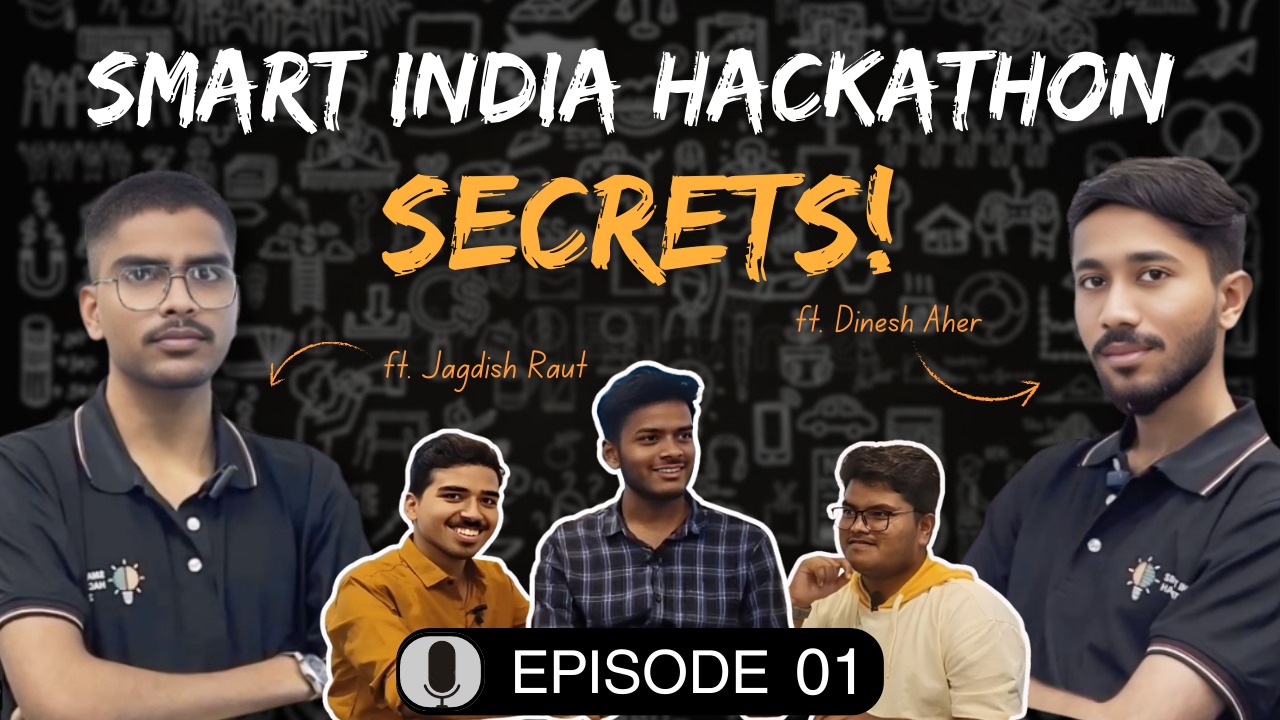 SMART INDIA HACKATHON
SECRETS!
ft. Dinesh Aher
ft. Jagdish Raut
EPISODE 01